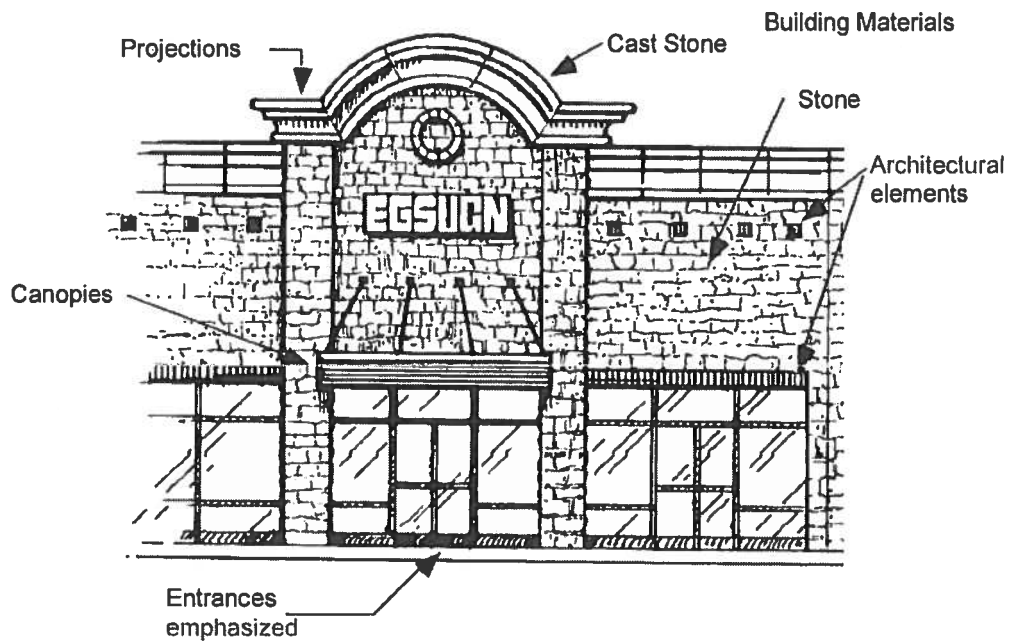 Building Materials
Projections
Cast Stone
Stone
Architectural
elements
EGSUGN
Canopies
Entrances
emphasized